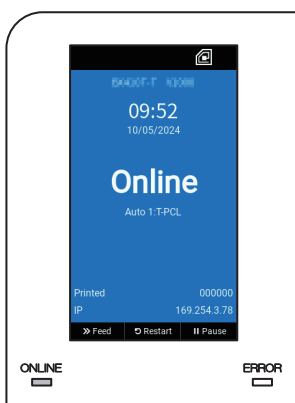 09:52
10/05/2024
Online
Auto 1:T-PCL
Printed 000000
IP 169.254.3.78
Feed Restart Pause
ONLINE ERROR